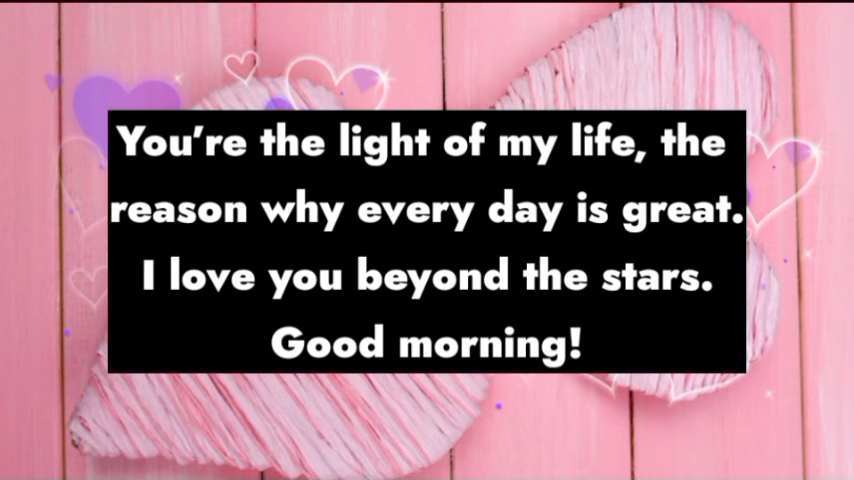 You're the light of my life, the
reason why every day is great.
I love you beyond the stars.
Good morning!